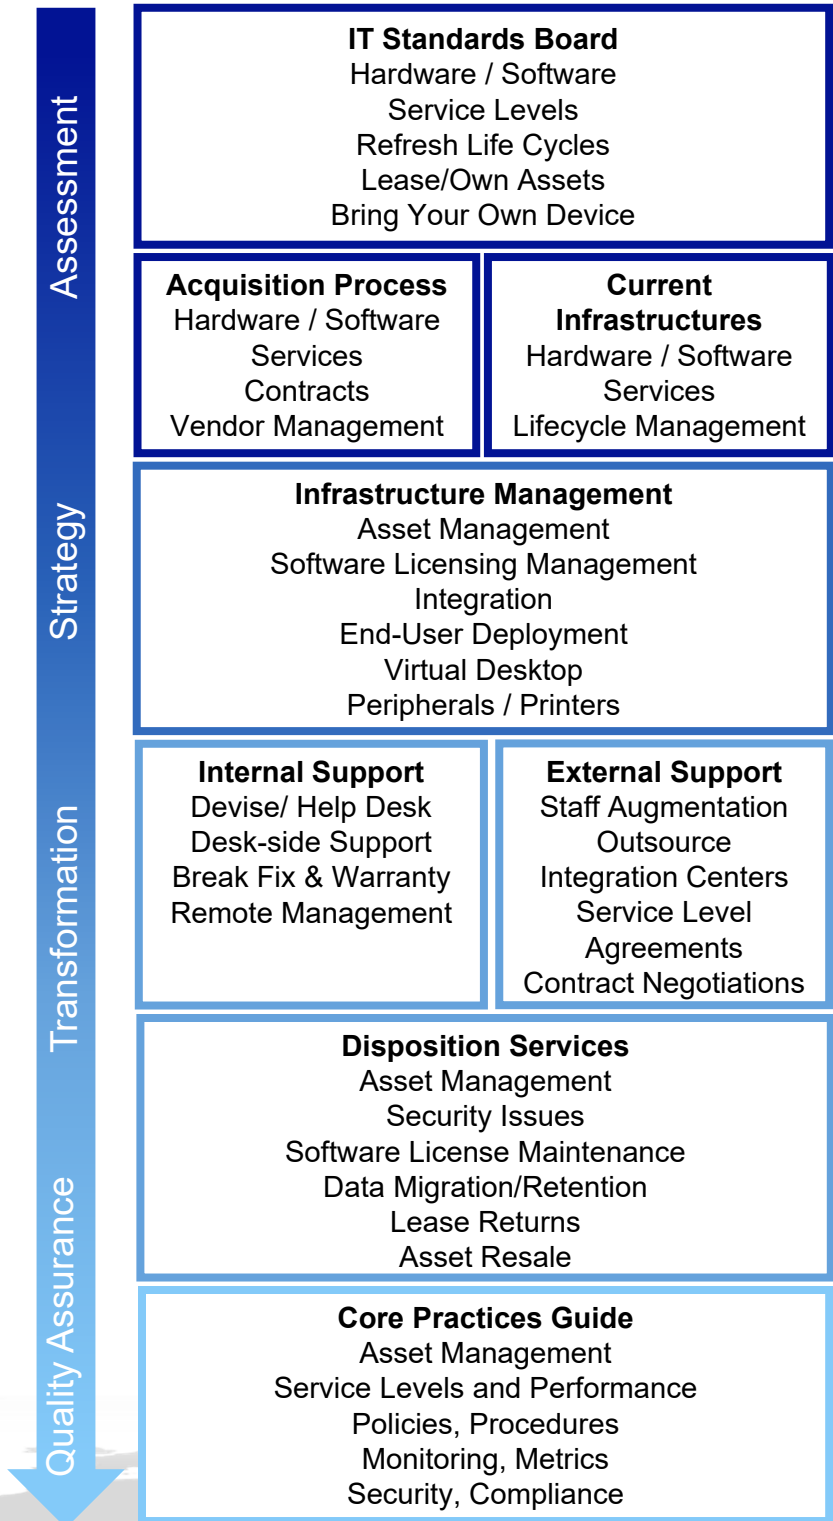 Assessment
Strategy
Transformation
Quality Assurance
IT Standards Board
Hardware / Software
Service Levels
Refresh Life Cycles
Lease/Own Assets
Bring Your Own Device
Acquisition Process
Hardware / Software
Services
Contracts
Vendor Management
Current
Infrastructures
Hardware / Software
Services
Lifecycle Management
Infrastructure Management
Asset Management
Software Licensing Management
Integration
End-User Deployment
Virtual Desktop
Peripherals / Printers
Internal Support
Devise/ Help Desk
Desk-side Support
Break Fix & Warranty
Remote Management
External Support
Staff Augmentation
Outsource
Integration Centers
Service Level
Agreements
Contract Negotiations
Disposition Services
Asset Management
Security Issues
Software License Maintenance
Data Migration/Retention
Lease Returns
Asset Resale
Core Practices Guide
Asset Management
Service Levels and Performance
Policies, Procedures
Monitoring, Metrics
Security, Compliance